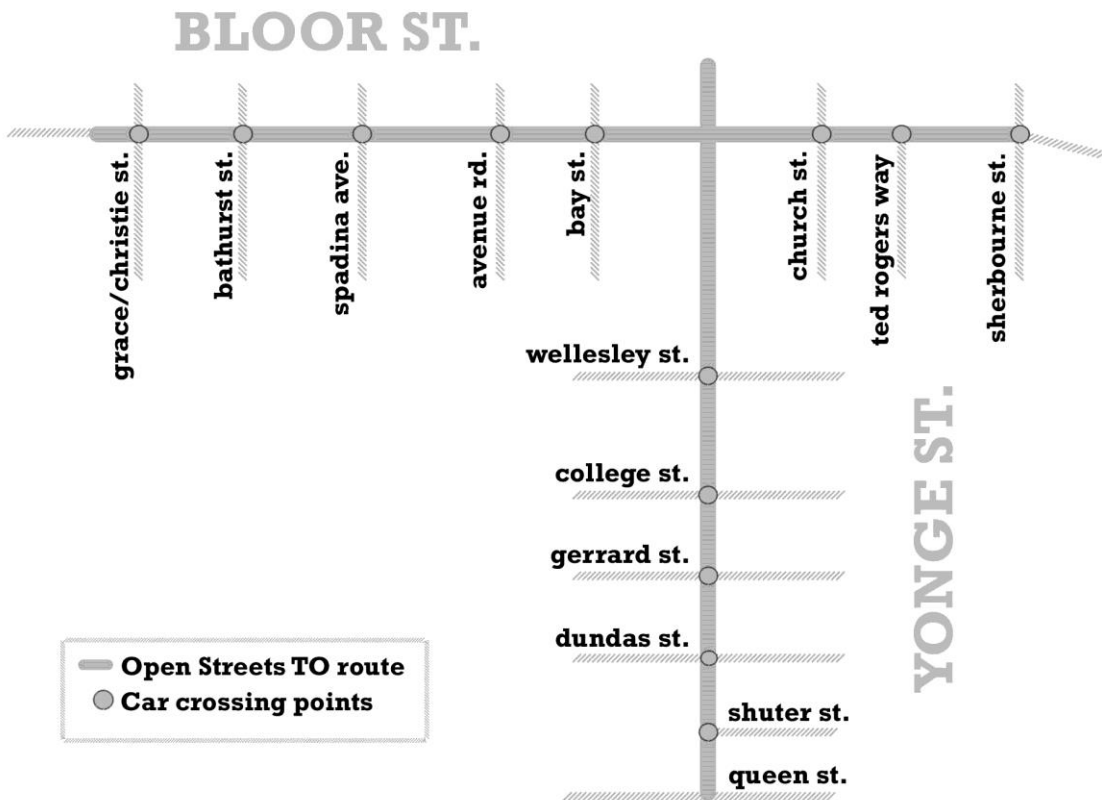 BLOOR ST.
grace/christie st.
bathurst st.
spadina ave.
avenue rd.
bay st.
church st.
ted rogers way
sherbourne st.
wellesley st.
college st.
gerrard st.
dundas st.
shuter st.
queen st.
YONGE ST.
Open Streets TO route
Car crossing points